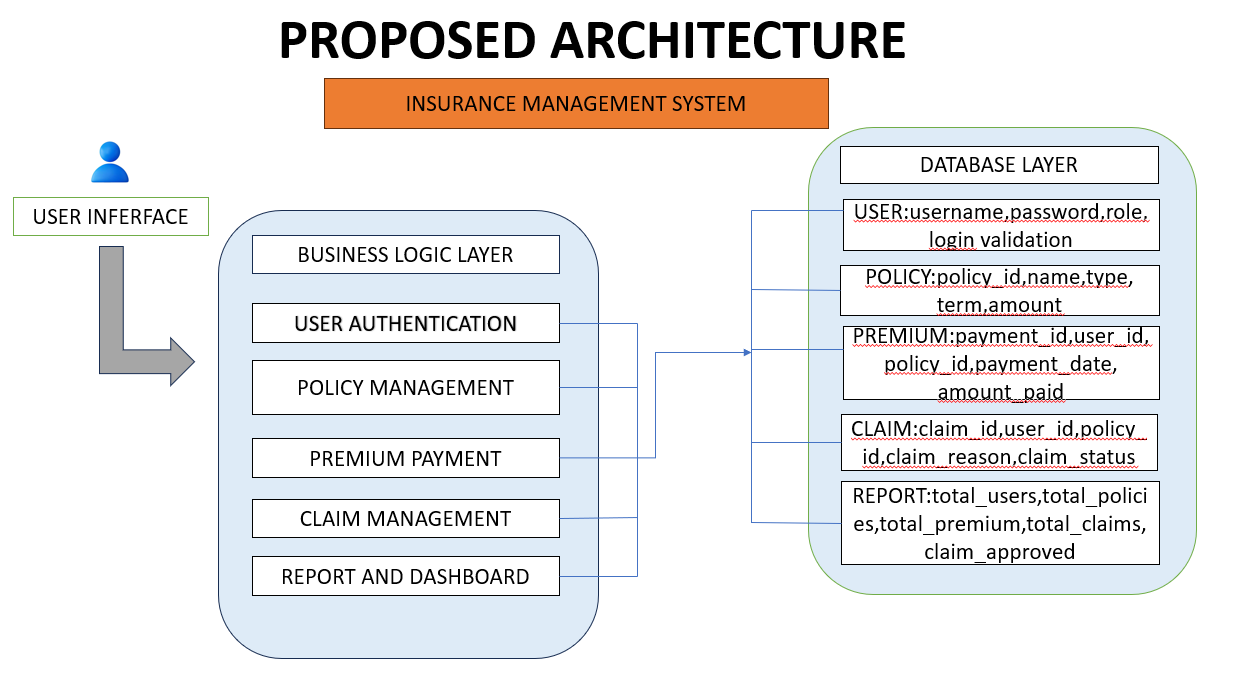 PROPOSED ARCHITECTURE
INSURANCE MANAGEMENT SYSTEM
USER INFERFACE
BUSINESS LOGIC LAYER
USER AUTHENTICATION
POLICY MANAGEMENT
PREMIUM PAYMENT
CLAIM MANAGEMENT
REPORT AND DASHBOARD
DATABASE LAYER
USER:username,password,role,
login validation
POLICY:policy_id,name,type,
term,amount
PREMIUM:payment_id,user_id,
policy_id,payment_date,
amount_paid
CLAIM:claim_id,user_id,policy_
id,claim_reason,claim_status
REPORT:total_users,total_polici
es,total_premium,total_claims,
claim_approved